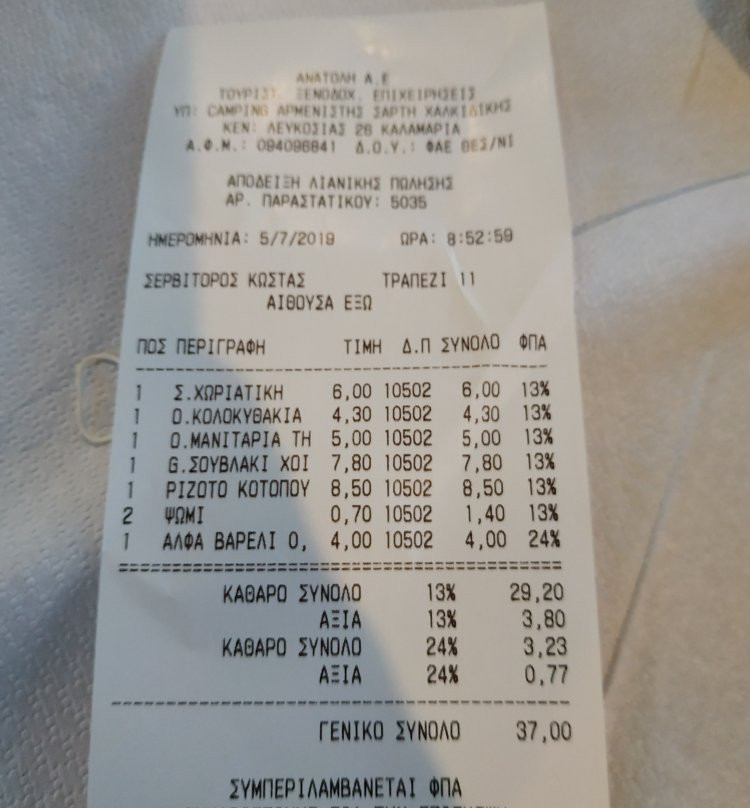 ΑΝΑΤΟΛΗ Α.Ε
ΤΟΥΡΙΣΤ. ΞΕΝΟΔΟΧ. ΕΠΙΧΕΙΡΗΣΕΙΣ
ΥΠ: CAMPING ΑΡΜΕΝΙΣΤΗΣ ΣΑΡΤΗ ΧΑΛΚΙΔΙΚΗΣ
ΚΕΝ: ΛΕΥΚΟΣΙΑΣ 26 ΚΑΛΑΜΑΡΙΑ
Α.Φ.Μ.: 094096841 Δ.Ο.Υ.: ΦΑΕ ΘΕΣ/ΝΙ
ΑΠΟΔΕΙΞΗ ΛΙΑΝΙΚΗΣ ΠΩΛΗΣΗΣ
ΑΡ. ΠΑΡΑΣΤΑΤΙΚΟΥ: 5035
ΗΜΕΡΟΜΗΝΙΑ: 5/7/2019 ΩΡΑ: 8:52:59
ΣΕΡΒΙΤΟΡΟΣ ΚΩΣΤΑΣ ΤΡΑΠΕΖΙ 11
ΑΙΘΟΥΣΑ ΕΞΩ
ΠΟΣ ΠΕΡΙΓΡΑΦΗ ΤΙΜΗ Δ.Π ΣΥΝΟΛΟ ΦΠΑ
1 Σ.ΧΩΡΙΑΤΙΚΗ 6,00 10502 6,00 13%
1 Ο.ΚΟΛΟΚΥΘΑΚΙΑ 4,30 10502 4,30 13%
1 Ο.ΜΑΝΙΤΑΡΙΑ ΤΗ 5,00 10502 5,00 13%
1 G.ΣΟΥΒΛΑΚΙ ΧΟΙ 7,80 10502 7,80 13%
1 ΡΙΖΟΤΟ ΚΟΤΟΠΟΥ 8,50 10502 8,50 13%
2 ΨΩΜΙ 0,70 10502 1,40 13%
1 ΑΛΦΑ ΒΑΡΕΛΙ 0, 4,00 10502 4,00 24%
ΚΑΘΑΡΟ ΣΥΝΟΛΟ 13% 29,20
ΑΞΙΑ 13% 3,80
ΚΑΘΑΡΟ ΣΥΝΟΛΟ 24% 3,23
ΑΞΙΑ 24% 0,77
ΓΕΝΙΚΟ ΣΥΝΟΛΟ 37,00
ΣΥΜΠΕΡΙΛΑΜΒΑΝΕΤΑΙ ΦΠΑ